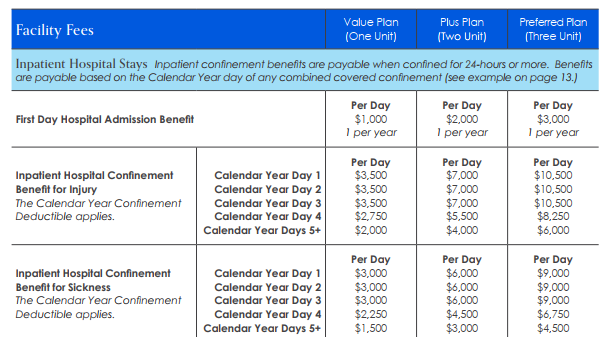 Facility Fees Value Plan (One Unit) Plus Plan (Two Unit) Preferred Plan (Three Unit)
Inpatient Hospital Stays Inpatient confinement benefits are payable when confined for 24-hours or more. Benefits
are payable based on the Calendar Year day of any combined covered confinement (see example on page 13.)
Per Day Per Day Per Day
First Day Hospital Admission Benefit $1,000 $2,000 $3,000
1 per year 1 per year 1 per year
Per Day Per Day Per Day
Inpatient Hospital Confinement Calendar Year Day 1 $3,500 $7,000 $10,500
Benefit for Injury Calendar Year Day 2 $3,500 $7,000 $10,500
The Calendar Year Confinement Calendar Year Day 3 $3,500 $7,000 $10,500
Deductible applies. Calendar Year Day 4 $2,750 $5,500 $8,250
Calendar Year Days 5+ $2,000 $4,000 $6,000
Per Day Per Day Per Day
Inpatient Hospital Confinement Calendar Year Day 1 $3,000 $6,000 $9,000
Benefit for Sickness Calendar Year Day 2 $3,000 $6,000 $9,000
The Calendar Year Confinement Calendar Year Day 3 $3,000 $6,000 $9,000
Deductible applies. Calendar Year Day 4 $2,250 $4,500 $6,750
Calendar Year Days 5+ $1,500 $3,000 $4,500